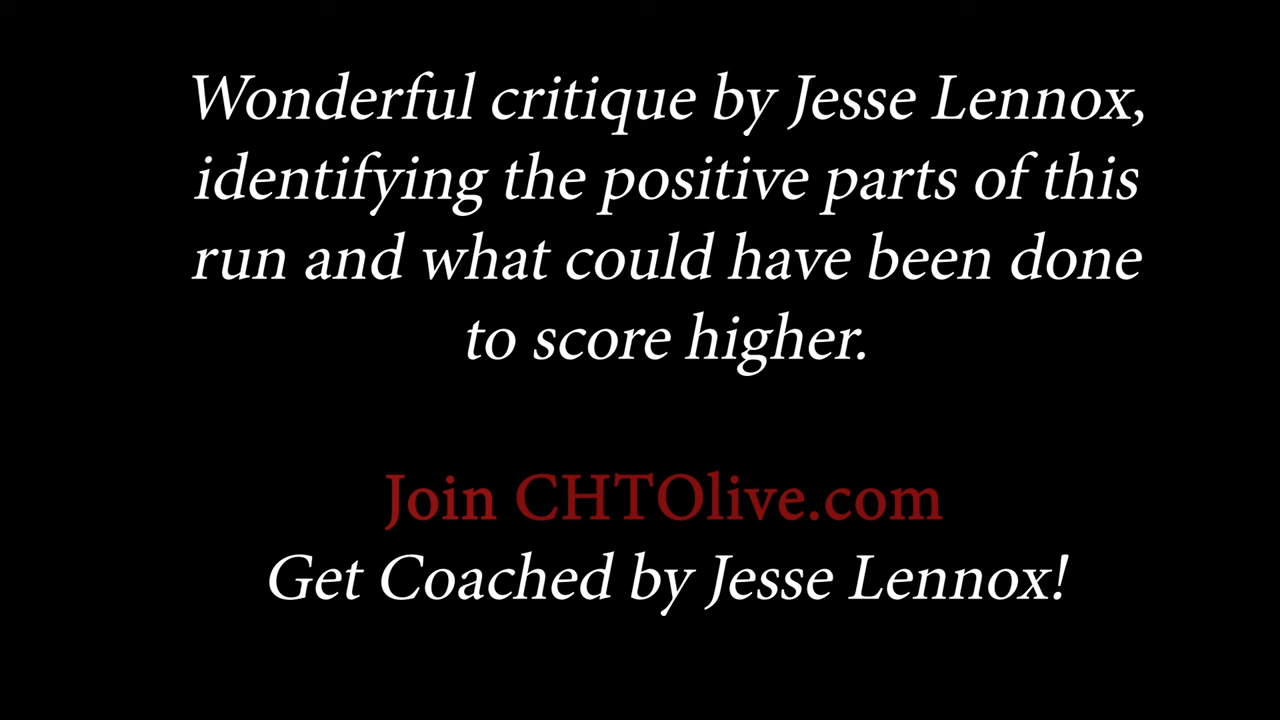 Wonderful critique by Jesse Lennox,
identifying the positive parts of this
run and what could have been done
to score higher.
Join CHTOlive.com
Get Coached by Jesse Lennox!